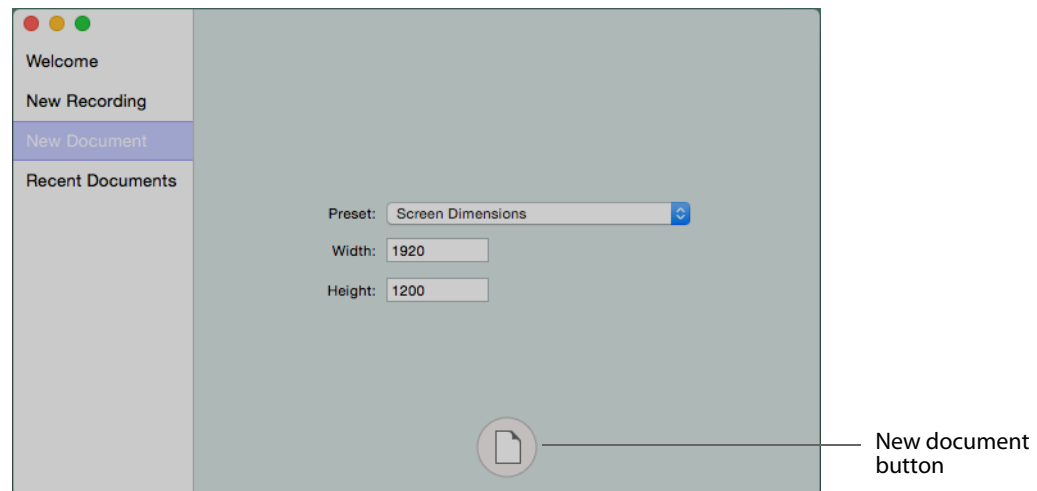 Welcome
New Recording
New Document
Recent Documents
Preset: Screen Dimensions
Width: 1920
Height: 1200
New document
button